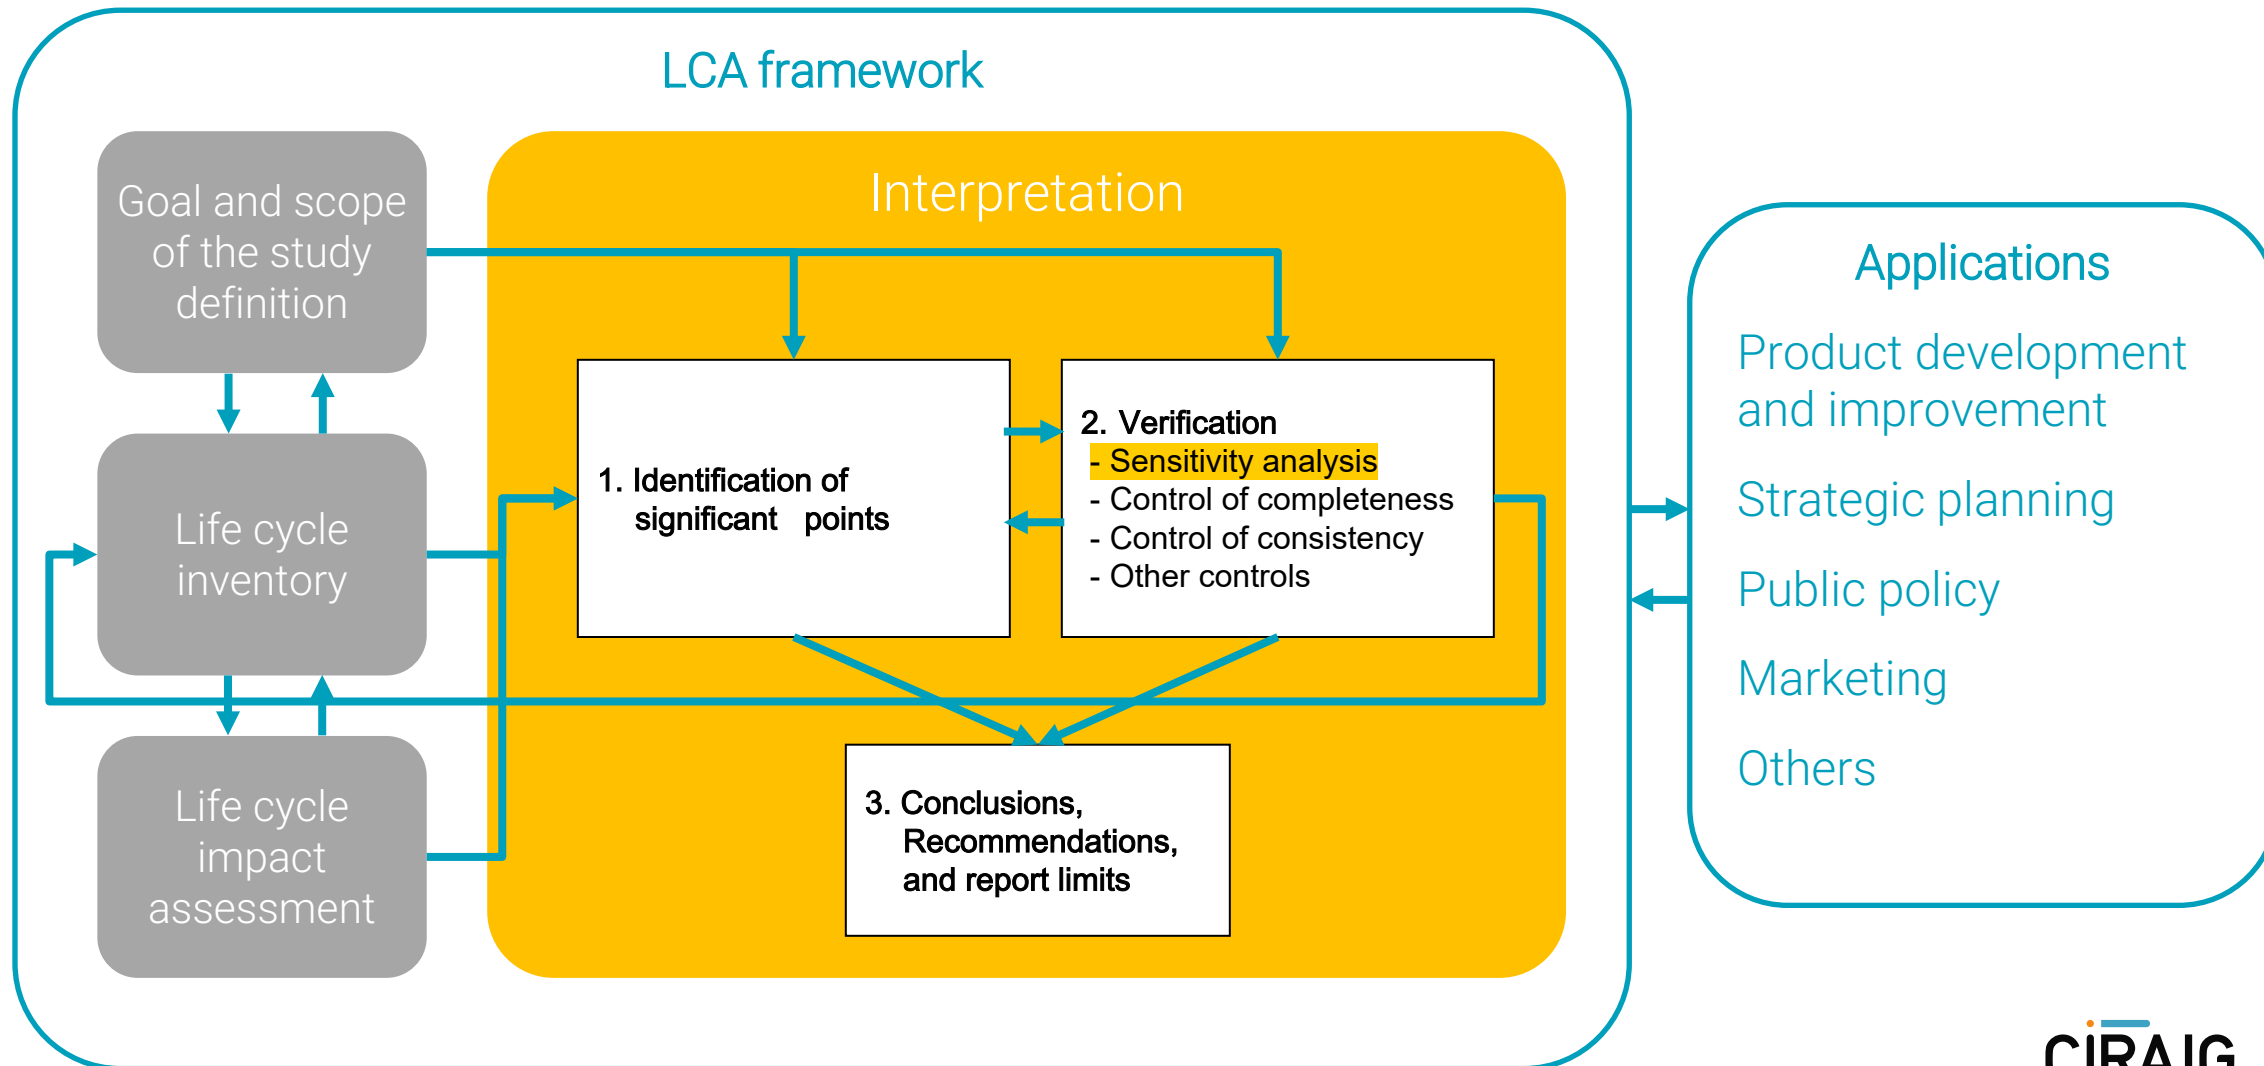 LCA framework
Goal and scope
of the study
definition
Life cycle
inventory
Life cycle
impact
assessment
Interpretation
1. Identification of
significant points
2. Verification
- Sensitivity analysis
- Control of completeness
- Control of consistency
- Other controls
3. Conclusions,
Recommendations,
and report limits
Applications
Product development
and improvement
Strategic planning
Public policy
Marketing
Others
CIRAIG